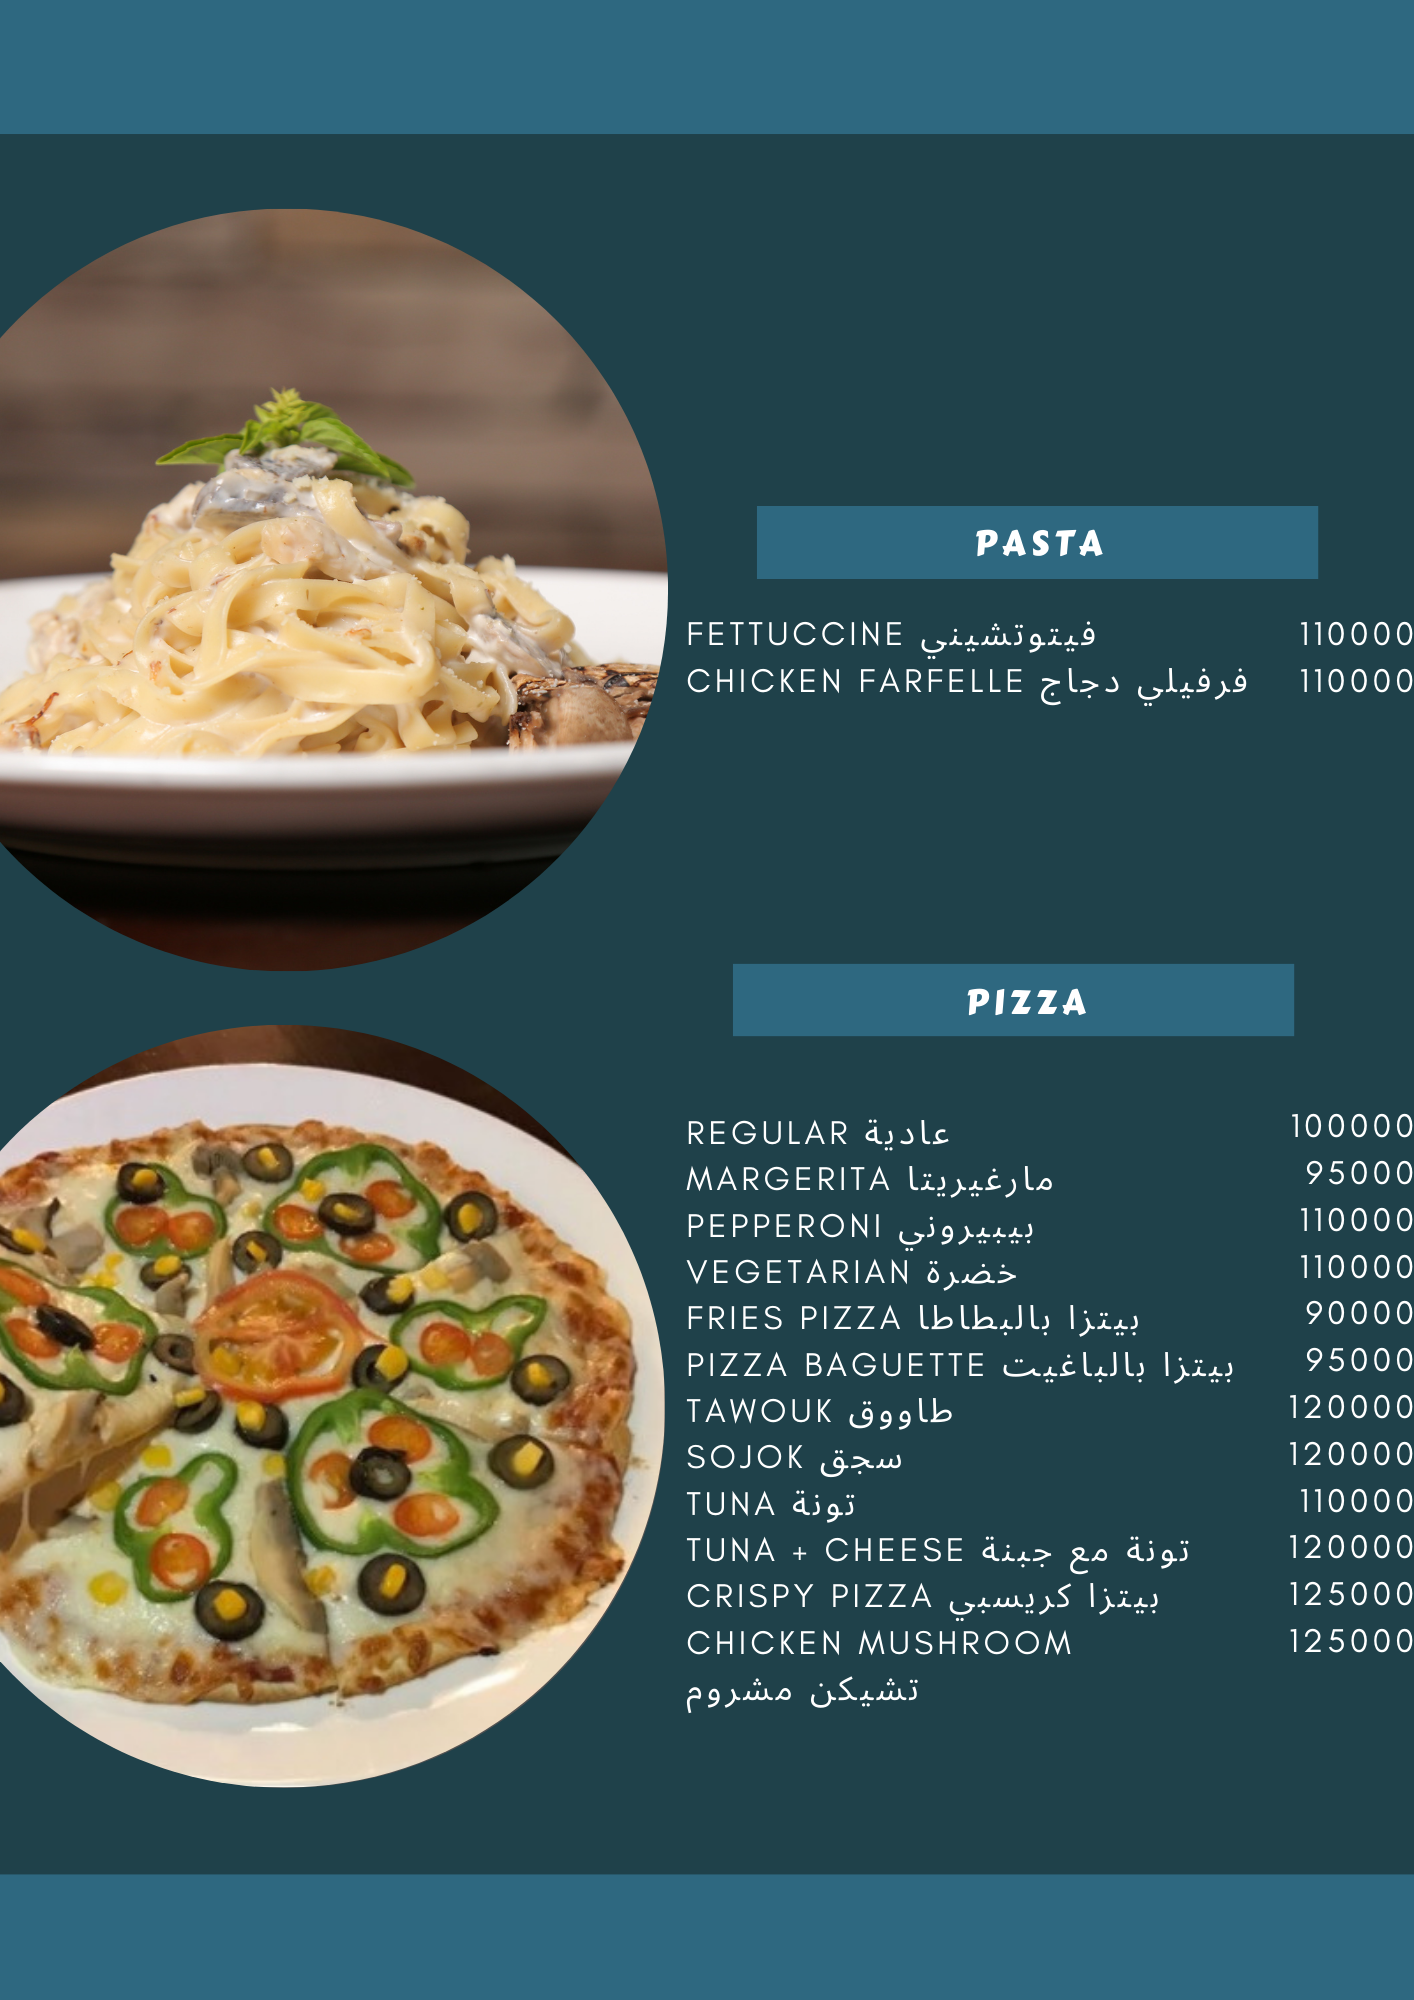 PASTA
FETTUCCINE فيتوتشيني 110000
CHICKEN FARFELLE فرفيلي دجاج 110000
PIZZA
REGULAR عادية 100000
MARGERITA مارغيريتا 95000
PEPPERONI بيبيروني 110000
VEGETARIAN خضرة 110000
FRIES PIZZA بيتزا بالبطاطا 90000
PIZZA BAGUETTE بيتزا بالباغيت 95000
TAWOUK طاووق 120000
SOJOK سجق 120000
TUNA تونة 110000
TUNA + CHEESE تونة مع جبنة 120000
CRISPY PIZZA بيتزا كريسبي 125000
CHICKEN MUSHROOM 125000
تشيكن مشروم